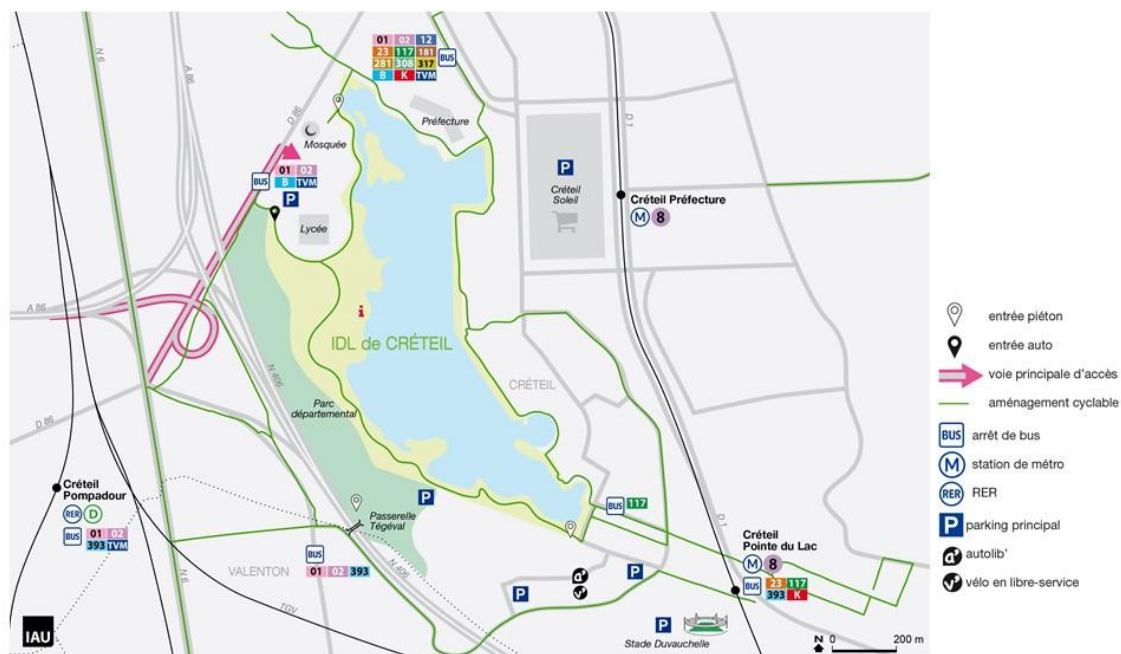 01 02 12
23 117 181
281 308 317
B K TVM
BUS
N 6
A 86
D 86
D 1
Mosquée
Préfecture
01 02
B TVM
BUS
P
Lycée
P
Créteil
Soleil
Créteil Préfecture
M 8
A 86
i
IDL de CRÉTEIL
CRÉTEIL
N 406
Parc
départemental
D 86
Créteil
Pompadour
RER D
BUS 01 02
393 TVM
P
Passerelle
Tégéval
BUS
01 02 393
VALENTON
N 6
TGV
N 406
BUS 117
D 1
Créteil
Pointe du Lac
M 8
BUS 23 117
393 K
a
v
P
P
P
Stade Duvauchelle
IAU
N 0 200 m
entrée piéton
entrée auto
voie principale d'accès
aménagement cyclable
BUS arrêt de bus
M station de métro
RER RER
P parking principal
a autolib'
v vélo en libre-service